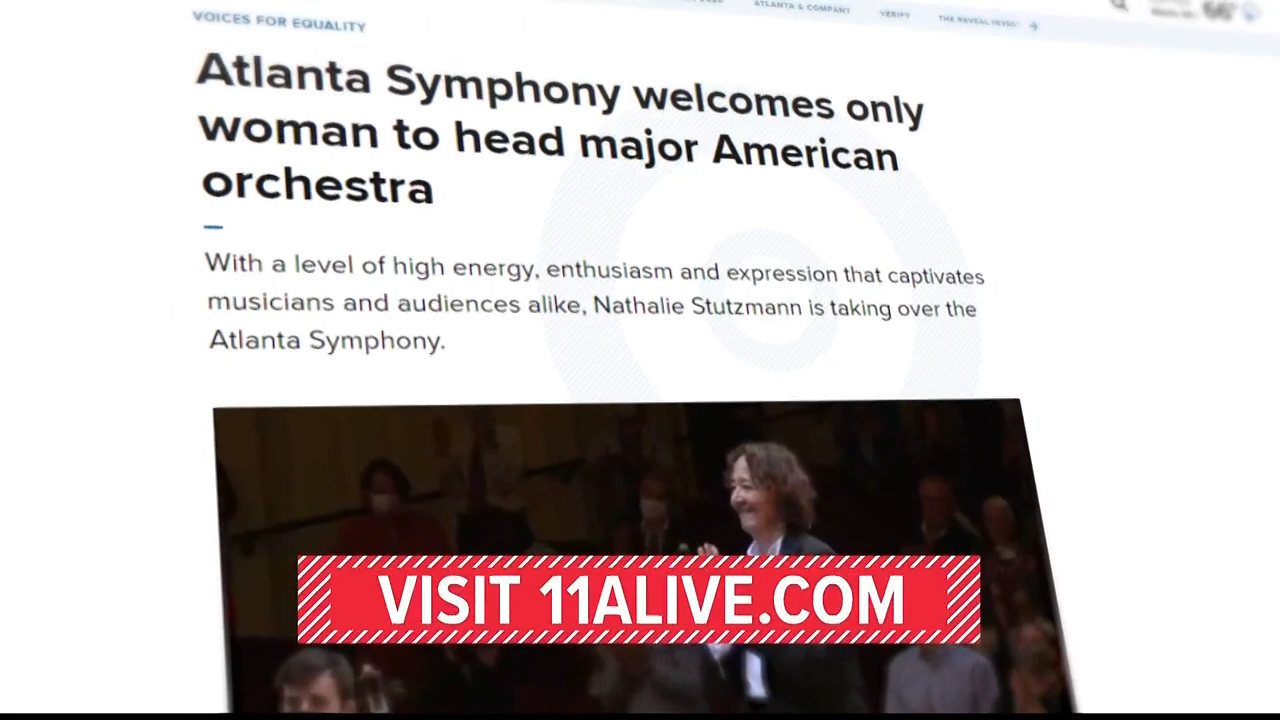 ATLANTA & COMPANY VERIFY THE REVEAL
VOICES FOR EQUALITY
Atlanta Symphony welcomes only
woman to head major American
orchestra
With a level of high energy, enthusiasm and expression that captivates
musicians and audiences alike, Nathalie Stutzmann is taking over the
Atlanta Symphony.
VISIT 11ALIVE.COM